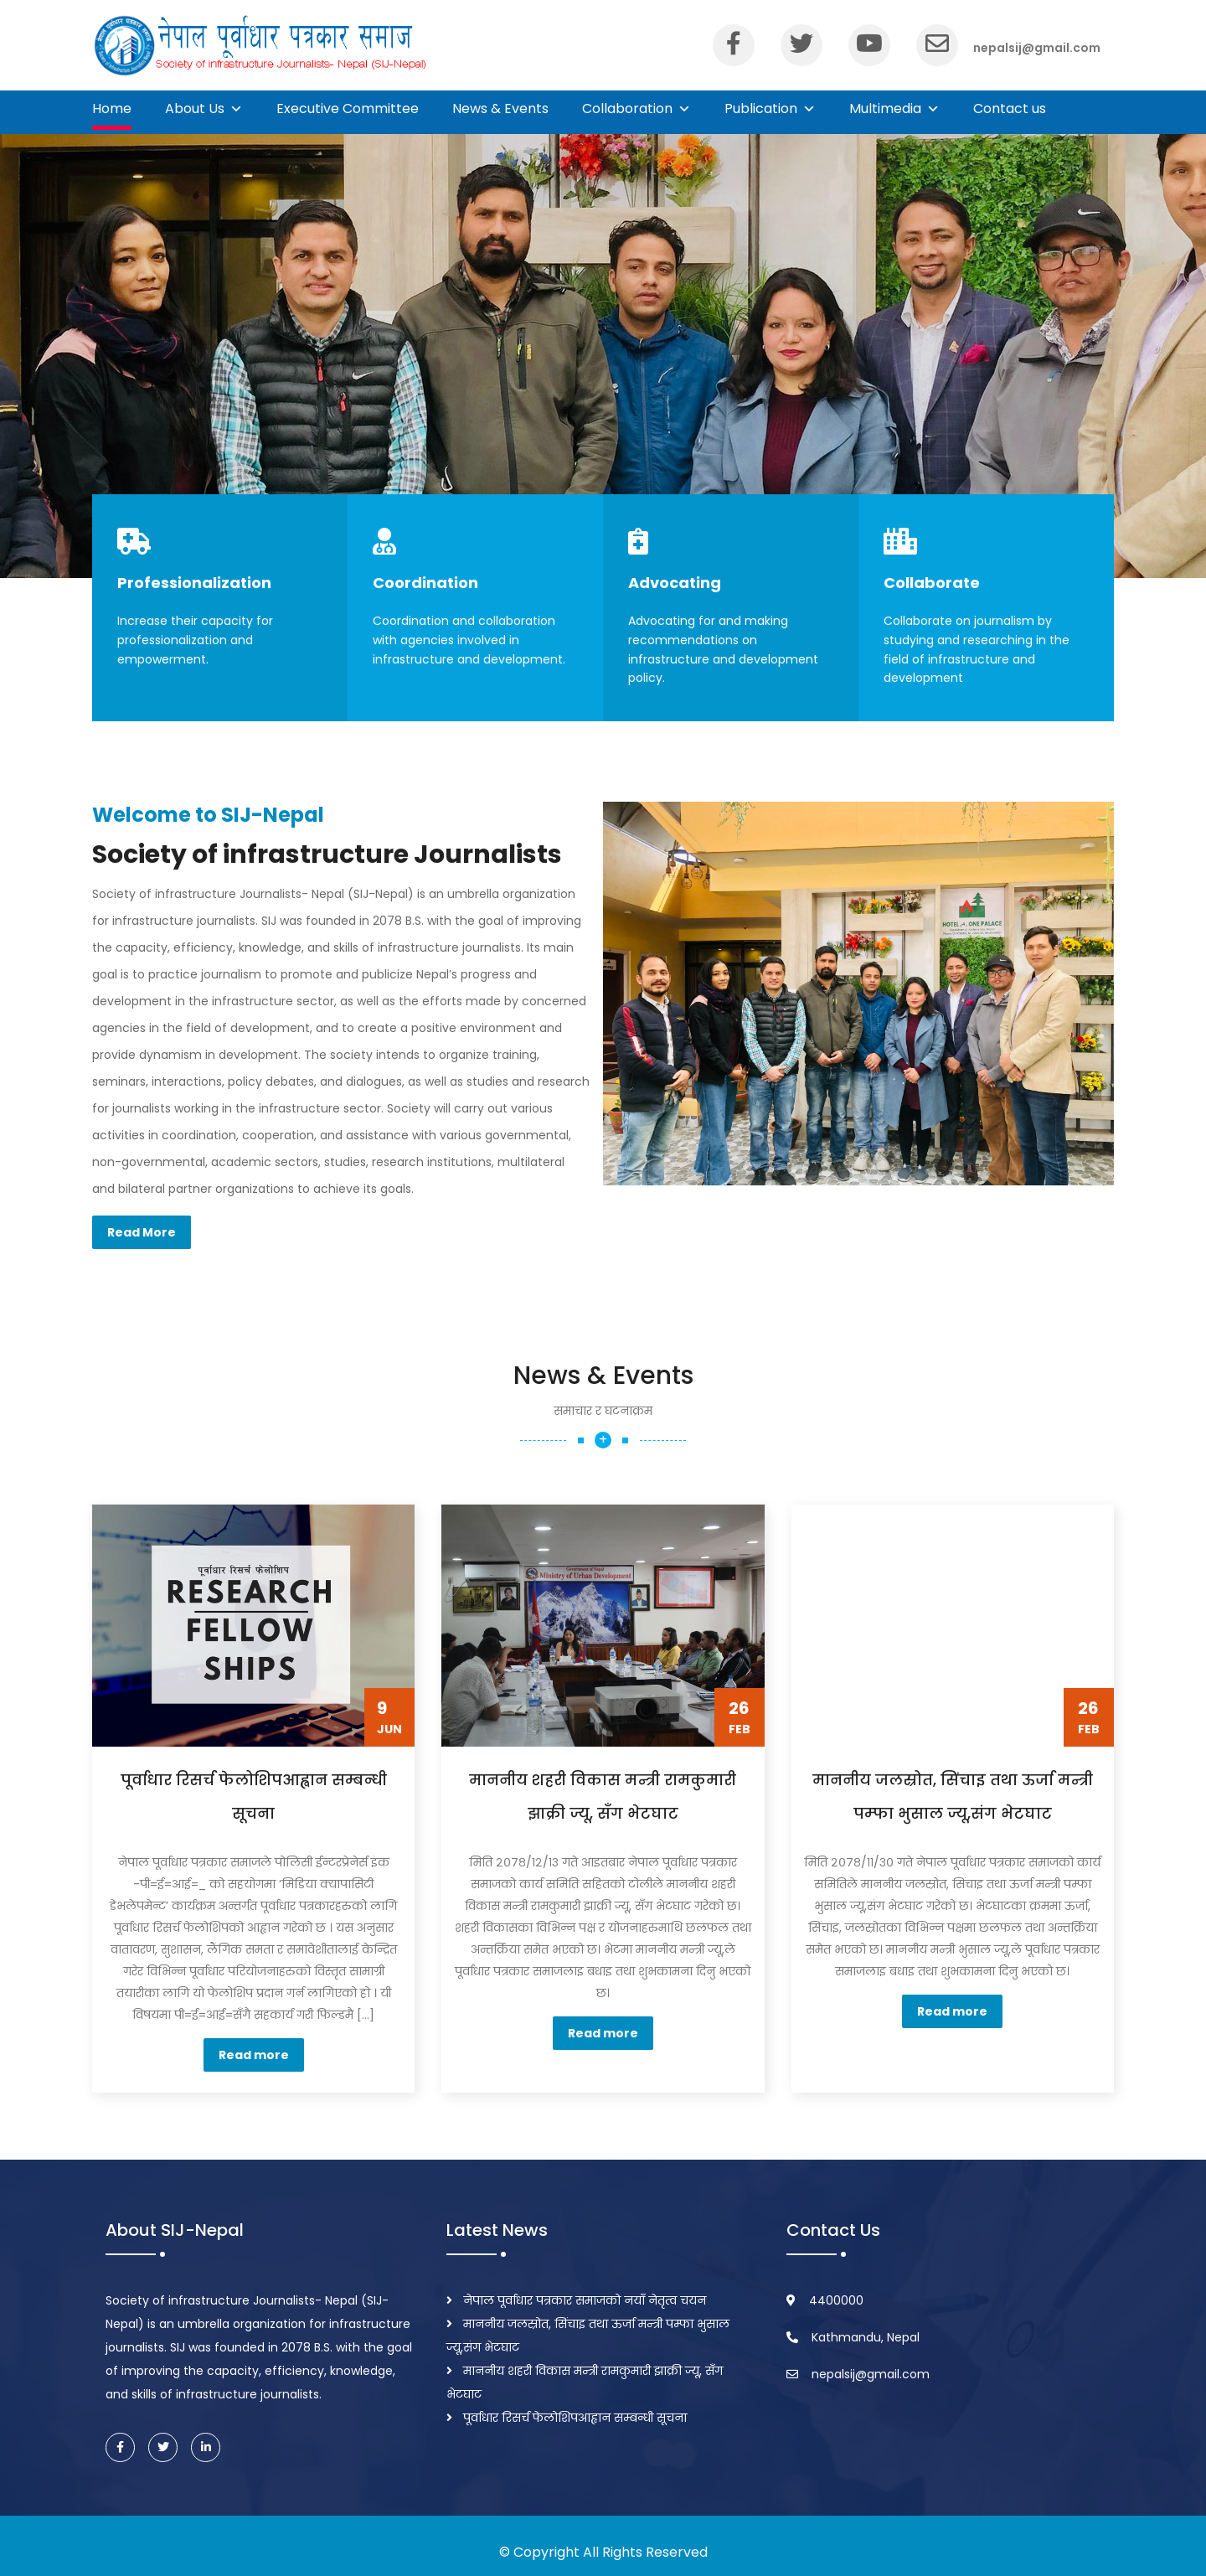 नेपाल पूर्वाधार पत्रकार समाज
Society of infrastructure Journalists- Nepal (SIJ-Nepal)
nepalsij@gmail.com
Home About Us Executive Committee News & Events Collaboration Publication Multimedia Contact us
Professionalization
Increase their capacity for
professionalization and
empowerment.
Coordination
Coordination and collaboration
with agencies involved in
infrastructure and development.
Advocating
Advocating for and making
recommendations on
infrastructure and development
policy.
Collaborate
Collaborate on journalism by
studying and researching in the
field of infrastructure and
development
Welcome to SIJ-Nepal
Society of infrastructure Journalists
Society of infrastructure Journalists- Nepal (SIJ-Nepal) is an umbrella organization
for infrastructure journalists. SIJ was founded in 2078 B.S. with the goal of improving
the capacity, efficiency, knowledge, and skills of infrastructure journalists. Its main
goal is to practice journalism to promote and publicize Nepal’s progress and
development in the infrastructure sector, as well as the efforts made by concerned
agencies in the field of development, and to create a positive environment and
provide dynamism in development. The society intends to organize training,
seminars, interactions, policy debates, and dialogues, as well as studies and research
for journalists working in the infrastructure sector. Society will carry out various
activities in coordination, cooperation, and assistance with various governmental,
non-governmental, academic sectors, studies, research institutions, multilateral
and bilateral partner organizations to achieve its goals.
Read More
News & Events
समाचार र घटनाक्रम
पूर्वाधार रिसर्च फेलोशिप
RESEARCH
FELLOW
SHIPS
9
JUN
पूर्वाधार रिसर्च फेलोशिपआह्वान सम्बन्धी
सूचना
नेपाल पूर्वाधार पत्रकार समाजले पोलिसी ईन्टरप्रेनेर्स इंक
-पी=ई=आई=_ को सहयोगमा ‘मिडिया क्यापासिटी
डेभलेपमेन्ट’ कार्यक्रम अन्तर्गत पूर्वाधार पत्रकारहरुको लागि
पूर्वाधार रिसर्च फेलोशिपको आह्वान गरेको छ । यस अनुसार
वातावरण, सुशासन, लैंगिक समता र समावेशीतालाई केन्द्रित
गरेर विभिन्न पूर्वाधार परियोजनाहरुको विस्तृत सामाग्री
तयारीका लागि यो फेलोशिप प्रदान गर्न लागिएको हो । यी
विषयमा पी=ई=आई=सँगै सहकार्य गरी फिल्डमै […]
Read more
Government of Nepal
Ministry of Urban Development
26
FEB
माननीय शहरी विकास मन्त्री रामकुमारी
झाक्री ज्यू, सँग भेटघाट
मिति २०७८/१२/१३ गते आइतबार नेपाल पूर्वाधार पत्रकार
समाजको कार्य समिति सहितको टोलीले माननीय शहरी
विकास मन्त्री रामकुमारी झाक्री ज्यू, सँग भेटघाट गरेको छ।
शहरी विकासका विभिन्न पक्ष र योजनाहरुमाथि छलफल तथा
अन्तर्क्रिया समेत भएको छ। भेटमा माननीय मन्त्री ज्यू,ले
पूर्वाधार पत्रकार समाजलाइ बधाइ तथा शुभकामना दिनु भएको
छ।
Read more
26
FEB
माननीय जलस्रोत, सिंचाइ तथा ऊर्जा मन्त्री
पम्फा भुसाल ज्यू,संग भेटघाट
मिति २०७८/११/३० गते नेपाल पूर्वाधार पत्रकार समाजको कार्य
समितिले माननीय जलस्रोत, सिंचाइ तथा ऊर्जा मन्त्री पम्फा
भुसाल ज्यू,संग भेटघाट गरेको छ। भेटघाटका क्रममा ऊर्जा,
सिंचाइ, जलस्रोतका विभिन्न पक्षमा छलफल तथा अन्तर्क्रिया
समेत भएको छ। माननीय मन्त्री भुसाल ज्यू,ले पूर्वाधार पत्रकार
समाजलाइ बधाइ तथा शुभकामना दिनु भएको छ।
Read more
About SIJ-Nepal
Society of infrastructure Journalists- Nepal (SIJ-
Nepal) is an umbrella organization for infrastructure
journalists. SIJ was founded in 2078 B.S. with the goal
of improving the capacity, efficiency, knowledge,
and skills of infrastructure journalists.
Latest News
नेपाल पूर्वाधार पत्रकार समाजको नयाँ नेतृत्व चयन
माननीय जलस्रोत, सिंचाइ तथा ऊर्जा मन्त्री पम्फा भुसाल
ज्यू,संग भेटघाट
माननीय शहरी विकास मन्त्री रामकुमारी झाक्री ज्यू, सँग
भेटघाट
पूर्वाधार रिसर्च फेलोशिपआह्वान सम्बन्धी सूचना
Contact Us
4400000
Kathmandu, Nepal
nepalsij@gmail.com
© Copyright All Rights Reserved